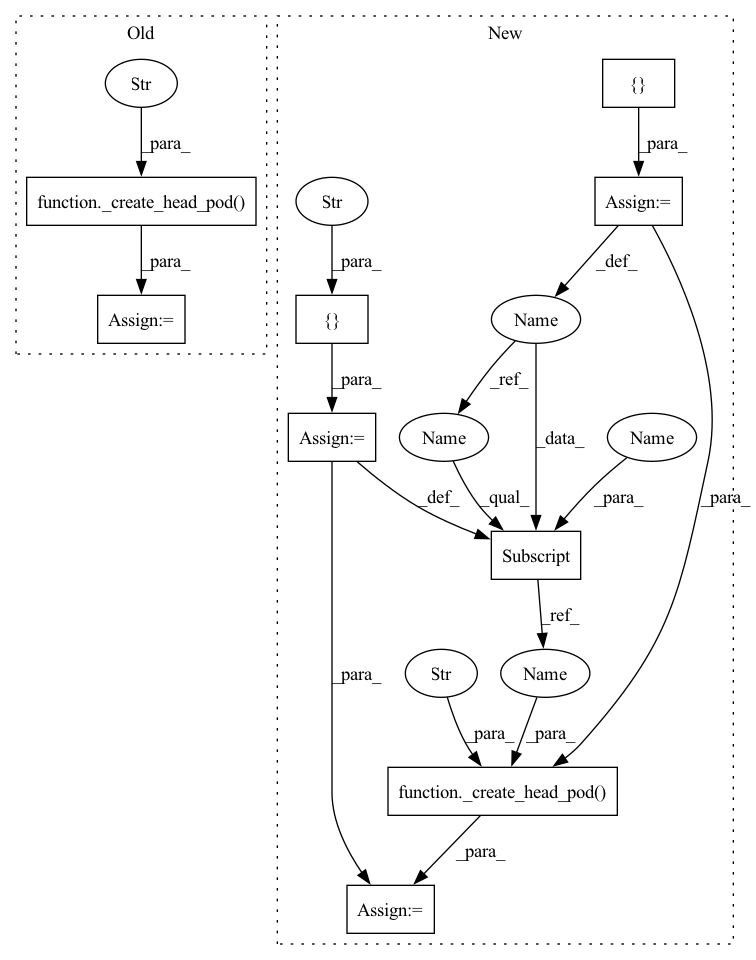 Old
New
Str
{}
_para_
_para_
function._create_head_pod()
Str
Assign:=
_para_
_para_
_def_
Assign:=
{}
Name
_para_
_ref_
Assign:=
Name
_data_
Name
_def_
_qual_
_para_
_para_
Subscript
_ref_
_para_
Str
Name
_para_
_para_
function._create_head_pod()
_para_
Assign:=